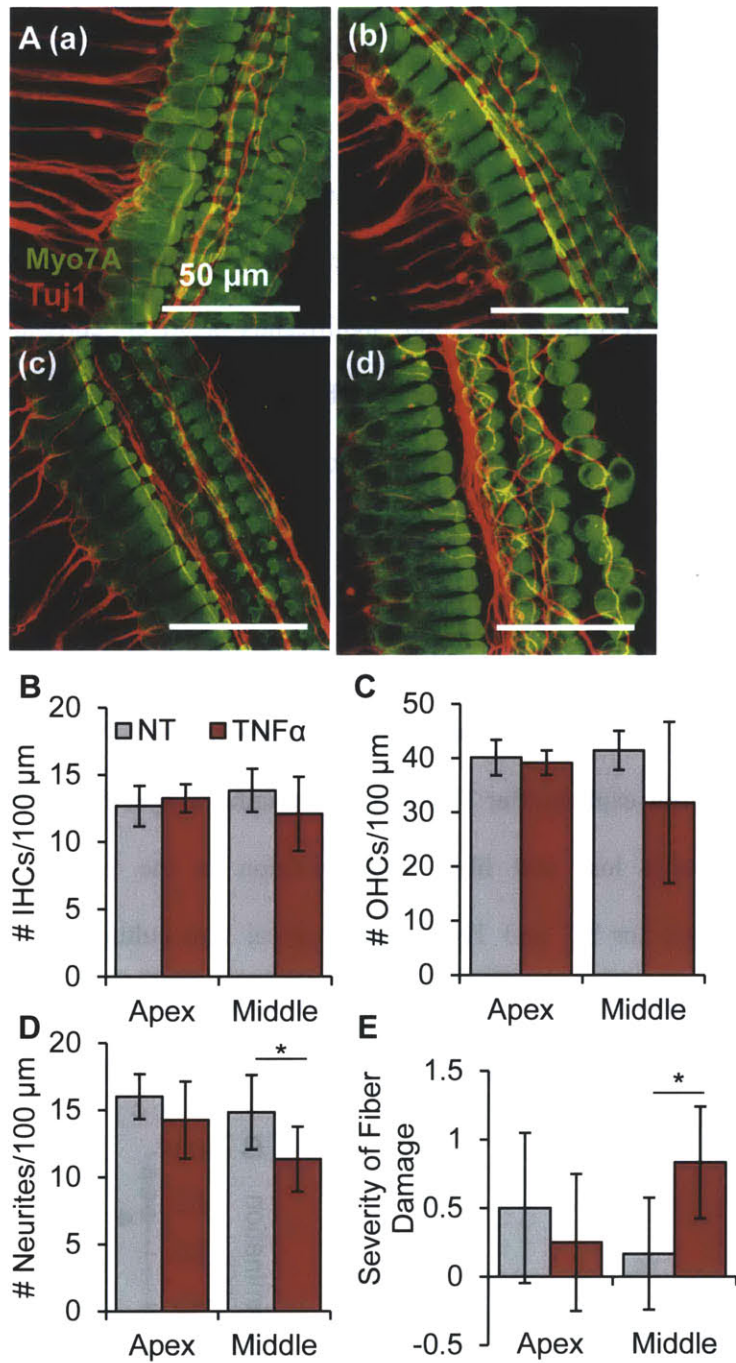 A (a)
(b)
Myo7A
Tuj1
50 µm
(c)
(d)
B
20
15
10
5
0
# IHCs/100 µm
NT
TNFα
Apex
Middle
C
50
40
30
20
10
0
# OHCs/100 µm
Apex
Middle
D
20
15
10
5
0
# Neurites/100 µm
*
Apex
Middle
E
1.5
1
0.5
0
-0.5
Severity of Fiber
Damage
*
Apex
Middle